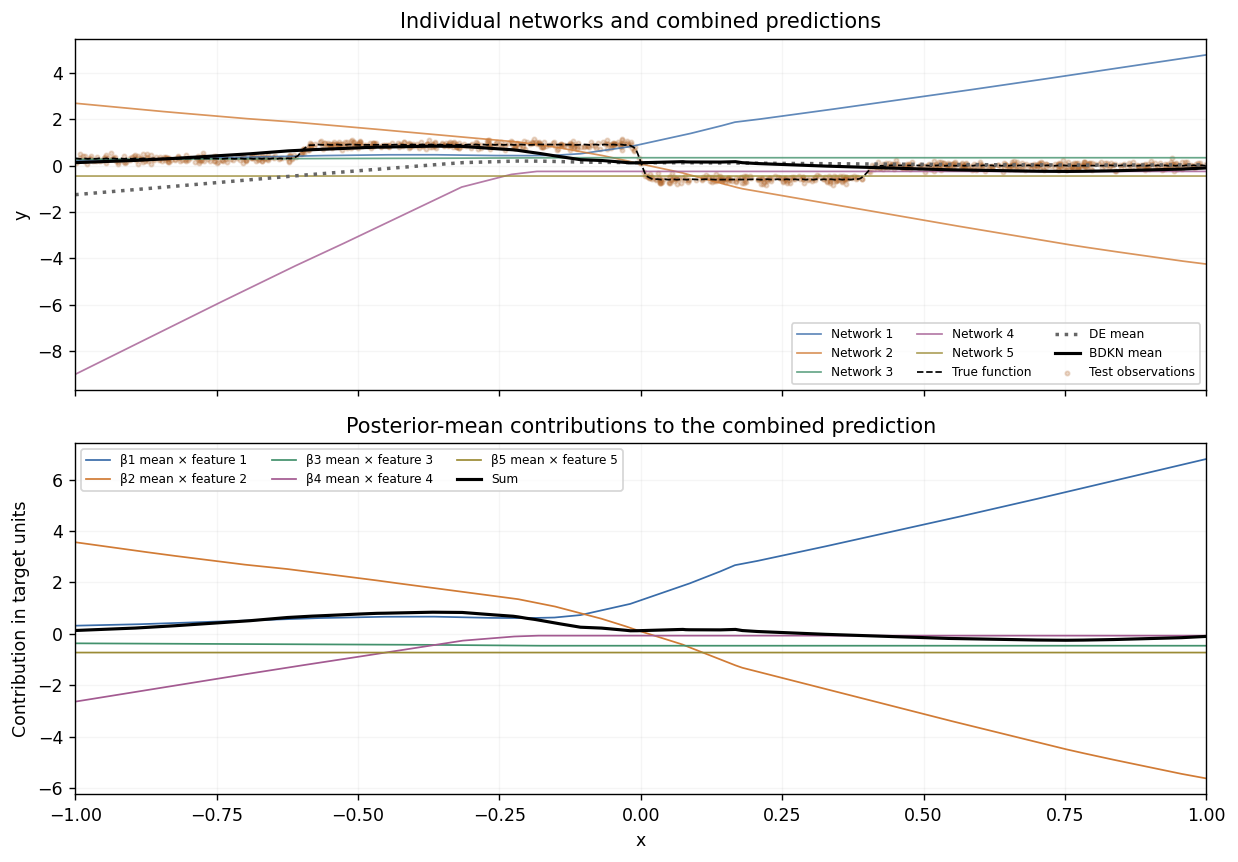 Individual networks and combined predictions
4
2
0
−2
−4
−6
−8
y
Network 1
Network 2
Network 3
Network 4
Network 5
True function
DE mean
BDKN mean
Test observations
Posterior-mean contributions to the combined prediction
β1 mean × feature 1
β2 mean × feature 2
β3 mean × feature 3
β4 mean × feature 4
β5 mean × feature 5
Sum
6
4
2
0
−2
−4
−6
Contribution in target units
−1.00 −0.75 −0.50 −0.25 0.00 0.25 0.50 0.75 1.00
x